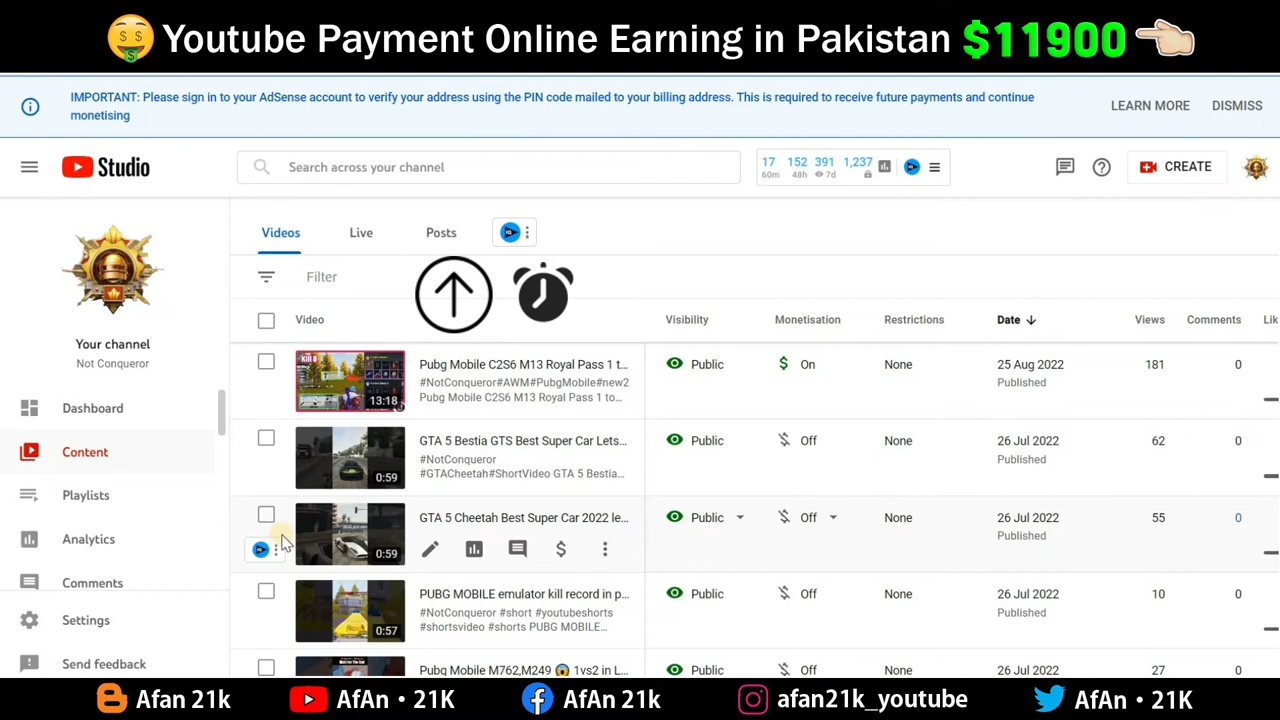 Youtube Payment Online Earning in Pakistan $11900
IMPORTANT: Please sign in to your AdSense account to verify your address using the PIN code mailed to your billing address. This is required to receive future payments and continue
monetising
LEARN MORE
DISMISS
Studio
Search across your channel
17 152 391 1,237
60m 48h 7d
CREATE
Videos Live Posts
Filter
Your channel
Not Conqueror
Dashboard
Content
Playlists
Analytics
Comments
Settings
Send feedback
Video Visibility Monetisation Restrictions Date Views Comments Lik
Kill 8
13:18
Pubg Mobile C2S6 M13 Royal Pass 1 t...
#NotConqueror#AWM#PubgMobile#new2
Pubg Mobile C2S6 M13 Royal Pass 1 to...
Public On None 25 Aug 2022 181 0
Published
0:59
GTA 5 Bestia GTS Best Super Car Lets...
#NotConqueror
#GTACheetah#ShortVideo GTA 5 Bestia...
Public Off None 26 Jul 2022 62 0
Published
0:59
GTA 5 Cheetah Best Super Car 2022 le...
Public Off None 26 Jul 2022 55 0
Published
0:57
PUBG MOBILE emulator kill record in p...
#NotConqueror #short #youtubeshorts
#shortsvideo #shorts PUBG MOBILE...
Public Off None 26 Jul 2022 10 0
Published
Pubg Mobile M762,M249 😱 1vs2 in L...
Public Off None 26 Jul 2022 27 0
Afan 21k AfAn • 21K Afan 21k afan21k_youtube AfAn • 21K